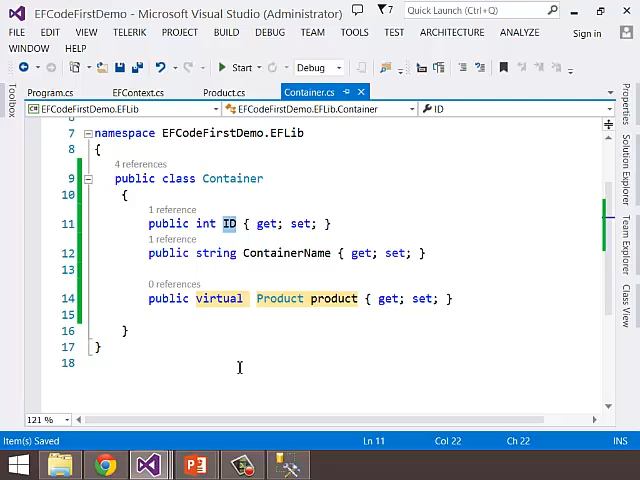 EFCodeFirstDemo - Microsoft Visual Studio (Administrator)
7
Quick Launch (Ctrl+Q)
FILE EDIT VIEW TELERIK PROJECT BUILD DEBUG TEAM TOOLS TEST ARCHITECTURE ANALYZE
Sign in
WINDOW HELP
Start Debug
Program.cs EFContext.cs Product.cs Container.cs
EFCodeFirstDemo.EFLib EFCodeFirstDemo.EFLib.Container ID
Toolbox
6
7 namespace EFCodeFirstDemo.EFLib
8 {
4 references
9 public class Container
10 {
1 reference
11 public int ID { get; set; }
1 reference
12 public string ContainerName { get; set; }
13
0 references
14 public virtual Product product { get; set; }
15
16 }
17 }
18
Properties
Solution Explorer
Team Explorer
Class View
121 %
Item(s) Saved Ln 11 Col 22 Ch 22 INS